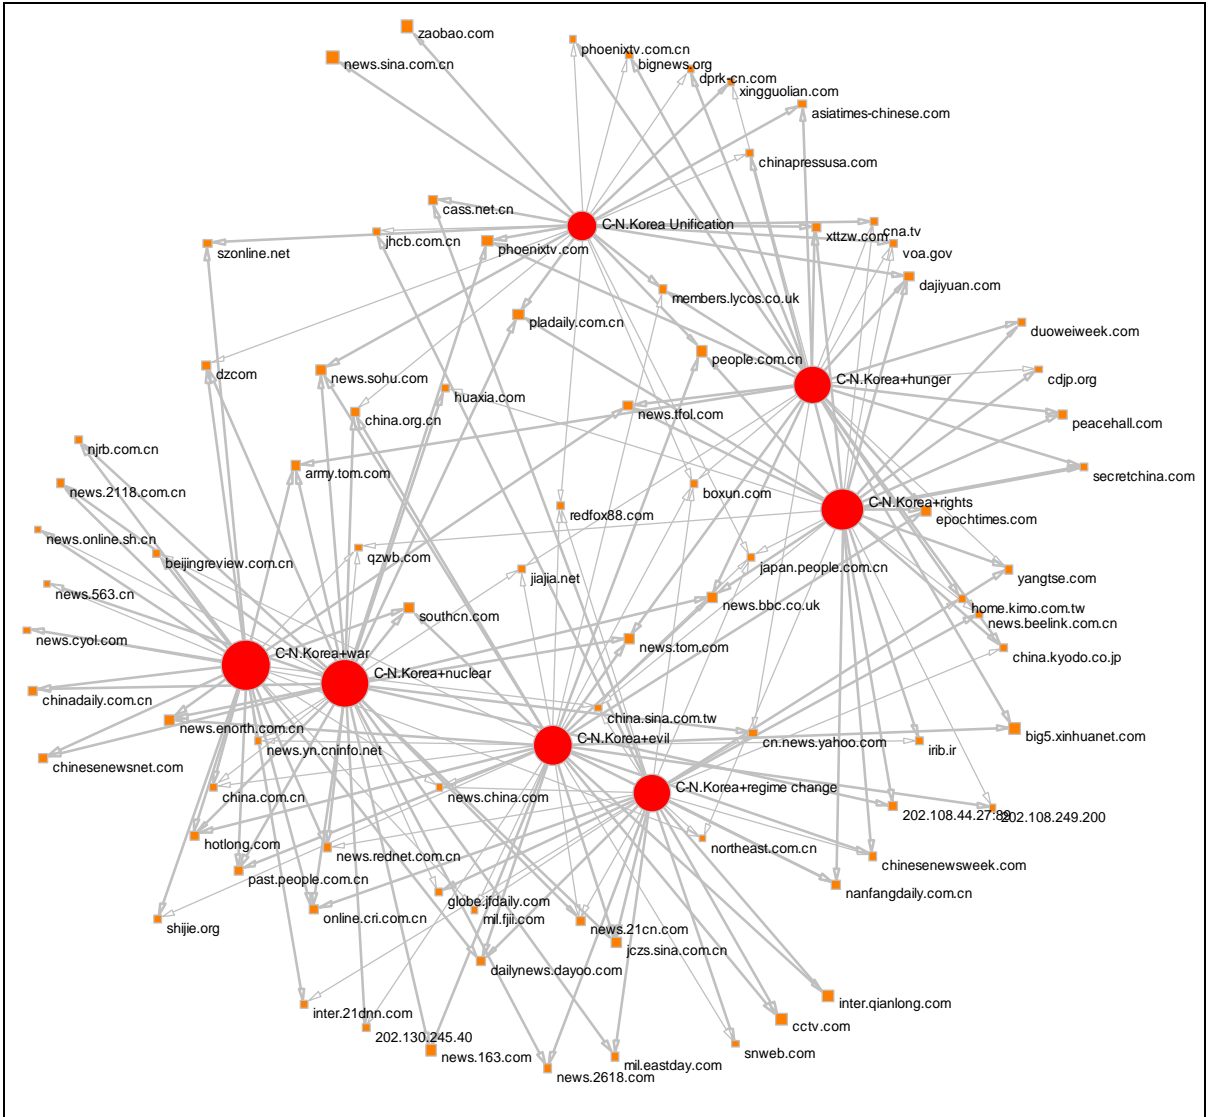 zaobao.com
news.sina.com.cn
phoenixtv.com.cn
bignews.org
dprk-cn.com
xingguolian.com
asiatimes-chinese.com
chinapressusa.com
cass.net.cn
C-N.Korea Unification
jhcb.com.cn
phoenixtv.com
szonline.net
xttzw.com
cna.tv
voa.gov
dajiyuan.com
members.lycos.co.uk
pladaily.com.cn
duoweiweek.com
people.com.cn
dzcom
news.sohu.com
C-N.Korea+hunger
cdjp.org
huaxia.com
news.tfol.com
china.org.cn
peacehall.com
njrb.com.cn
army.tom.com
secretchina.com
news.2118.com.cn
boxun.com
C-N.Korea+rights
redfox88.com
epochtimes.com
news.online.sh.cn
qzwb.com
beijingreview.com.cn
jiajia.net
japan.people.com.cn
yangtse.com
news.563.cn
news.bbc.co.uk
home.kimo.com.tw
southcn.com
news.beelink.com.cn
news.cyol.com
news.tom.com
C-N.Korea+war
china.kyodo.co.jp
C-N.Korea+nuclear
chinadaily.com.cn
china.sina.com.tw
news.enorth.com.cn
C-N.Korea+evil
cn.news.yahoo.com
big5.xinhuanet.com
news.yn.cninfo.net
irib.ir
chinesenewsnet.com
C-N.Korea+regime change
china.com.cn
news.china.com
202.108.44.27:89
202.108.249.200
hotlong.com
northeast.com.cn
news.rednet.com.cn
chinesenewsweek.com
past.people.com.cn
nanfangdaily.com.cn
globe.jfdaily.com
online.cri.com.cn
mil.fjii.com
shijie.org
news.21cn.com
jczs.sina.com.cn
dailynews.dayoo.com
inter.qianlong.com
inter.21dnn.com
cctv.com
202.130.245.40
snweb.com
news.163.com
mil.eastday.com
news.2618.com